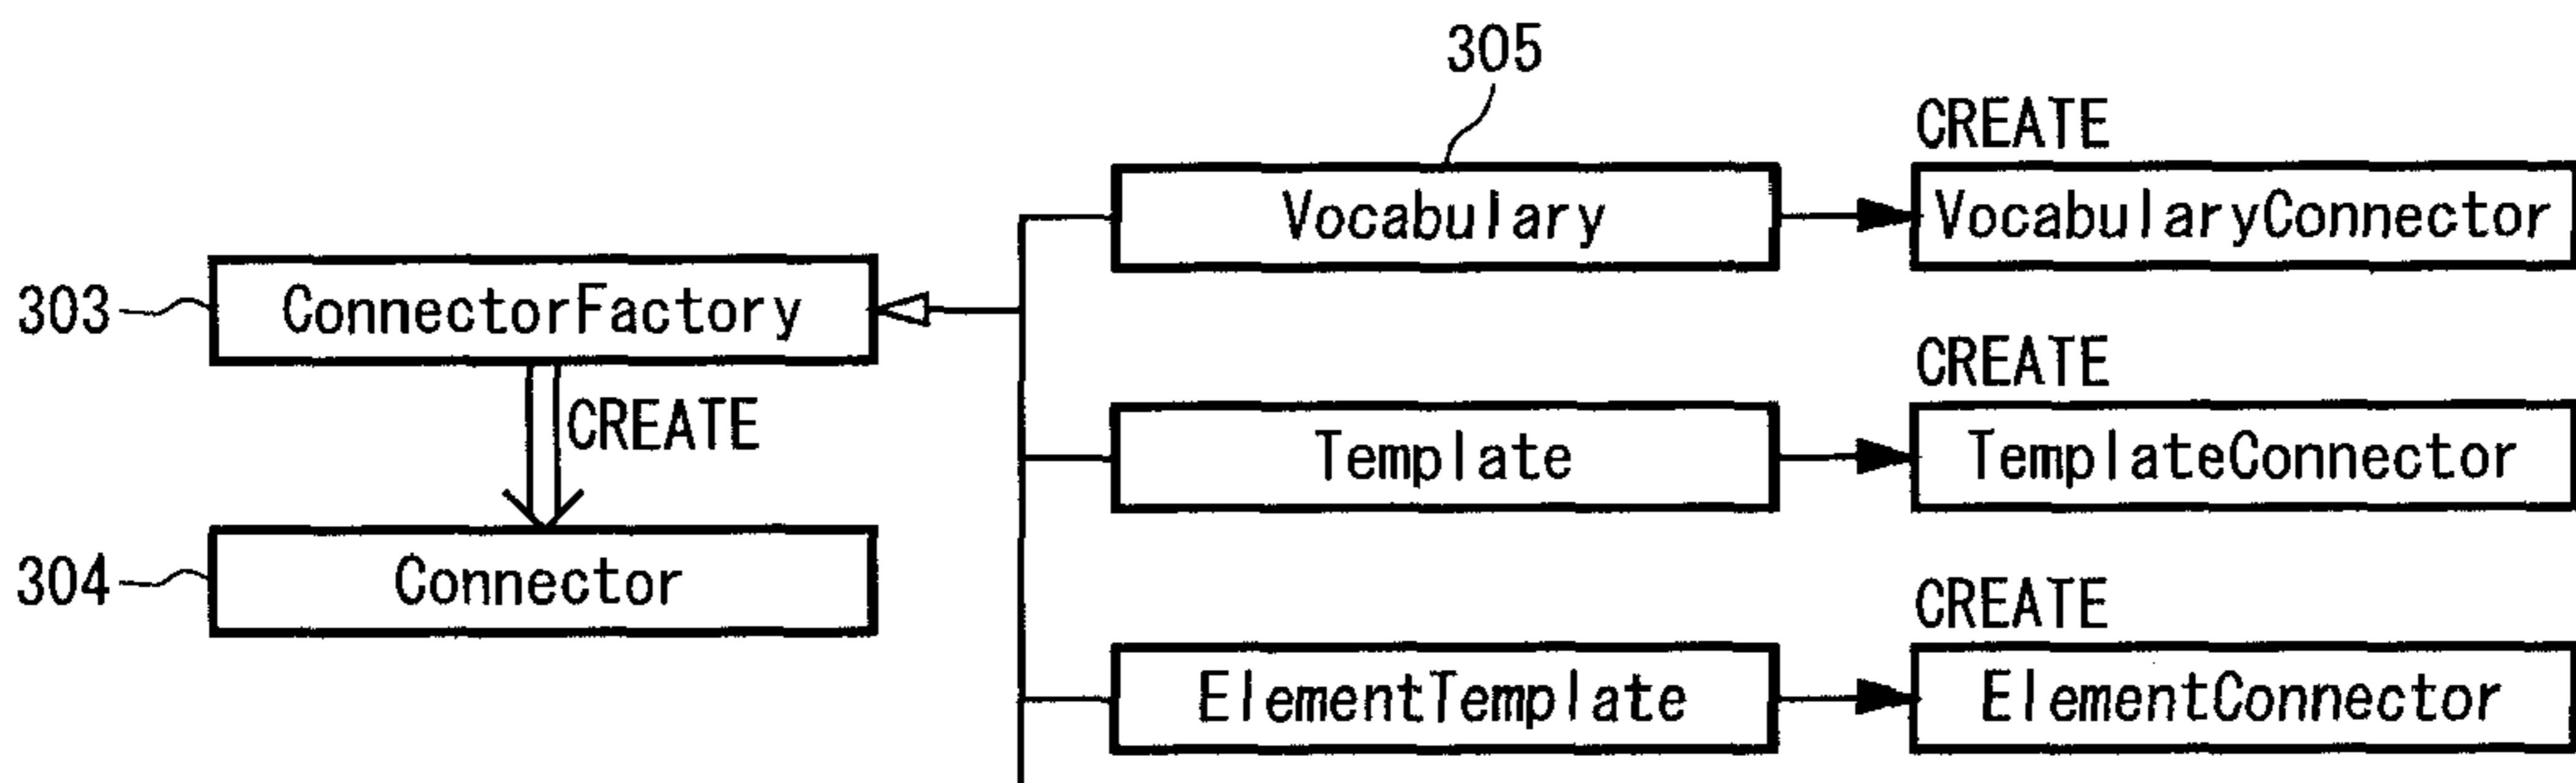 305
CREATE
Vocabulary
VocabularyConnector
303
ConnectorFactory
CREATE
CREATE
Template
TemplateConnector
304
Connector
CREATE
ElementTemplate
ElementConnector